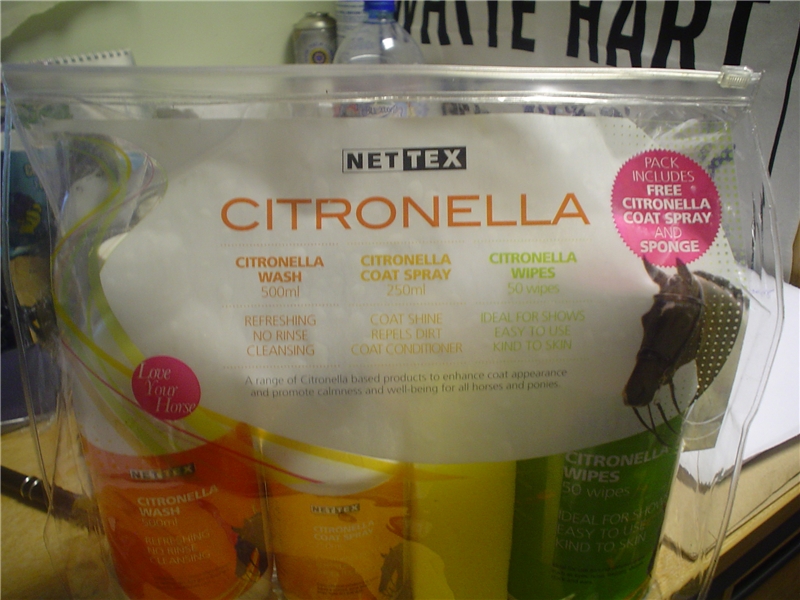 WHITE HART
NETTEX
CITRONELLA
PACK
INCLUDES
FREE
CITRONELLA
COAT SPRAY
AND
SPONGE
CITRONELLA
WASH
500ml
REFRESHING
NO RINSE
CLEANSING
CITRONELLA
COAT SPRAY
250ml
COAT SHINE
REPELS DIRT
COAT CONDITIONER
CITRONELLA
WIPES
50 wipes
IDEAL FOR SHOWS
EASY TO USE
KIND TO SKIN
A range of Citronella based products to enhance coat appearance
and promote calmness and well-being for all horses and ponies.
Love
Your
Horse
NETTEX
CITRONELLA
WASH
500ml
REFRESHING
NO RINSE
CLEANSING
NETTEX
CITRONELLA
COAT SPRAY
CITRONELLA
WIPES
50 wipes
IDEAL FOR SHOWS
EASY TO USE
KIND TO SKIN